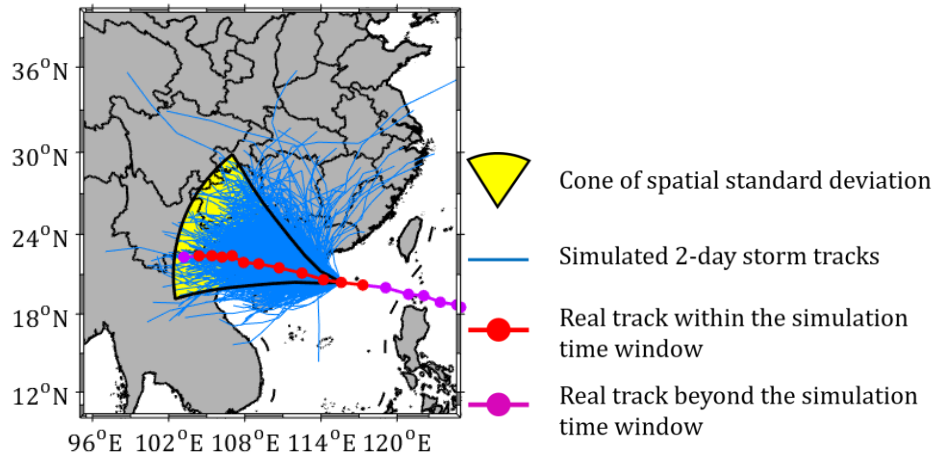 36°N
30°N
24°N
18°N
12°N
96°E 102°E 108°E 114°E 120°E
Cone of spatial standard deviation
Simulated 2-day storm tracks
Real track within the simulation
time window
Real track beyond the simulation
time window